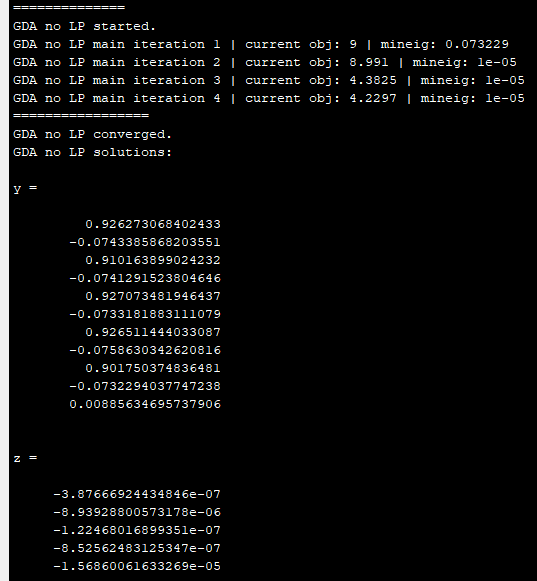 ===============
GDA no LP started.
GDA no LP main iteration 1 | current obj: 9 | mineig: 0.073229
GDA no LP main iteration 2 | current obj: 8.991 | mineig: 1e-05
GDA no LP main iteration 3 | current obj: 4.3825 | mineig: 1e-05
GDA no LP main iteration 4 | current obj: 4.2297 | mineig: 1e-05
=================
GDA no LP converged.
GDA no LP solutions:
y =
0.926273068402433
-0.0743385868203551
0.910163899024232
-0.0741291523804646
0.927073481946437
-0.0733181883111079
0.926511444033087
-0.0758630342620816
0.901750374836481
-0.0732294037747238
0.00885634695737906
z =
-3.87666924434846e-07
-8.93928800573178e-06
-1.22468016899351e-07
-8.52562483125347e-07
-1.56860061633269e-05